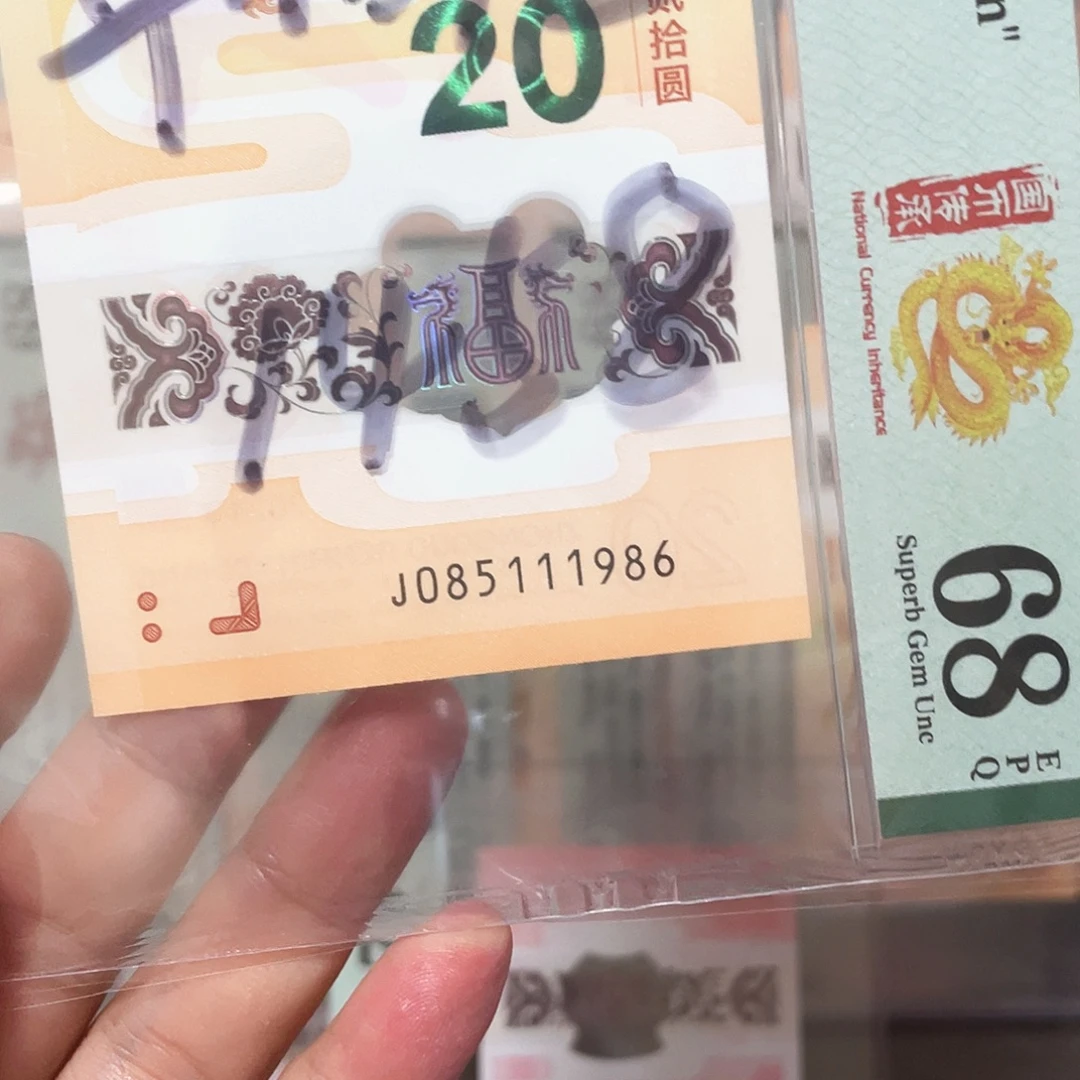 20
贰拾圆
J085111986
国币传承
National Currency Inheritance
68
Superb Gem Unc
EPQ